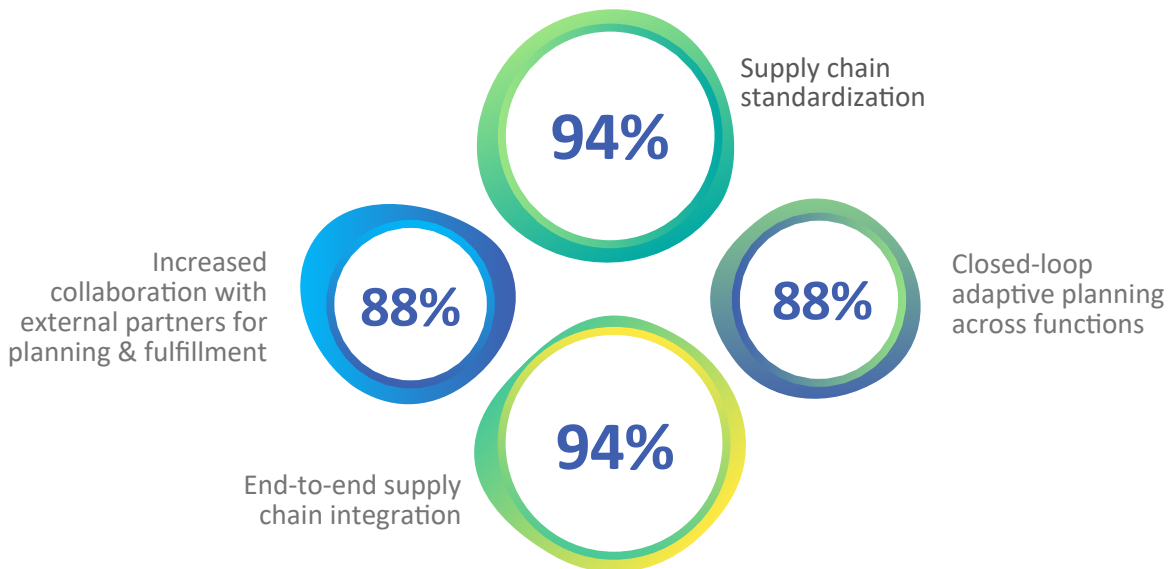 94%
Supply chain
standardization
Increased
collaboration with
external partners for
planning & fulfillment
88%
88%
Closed-loop
adaptive planning
across functions
94%
End-to-end supply
chain integration